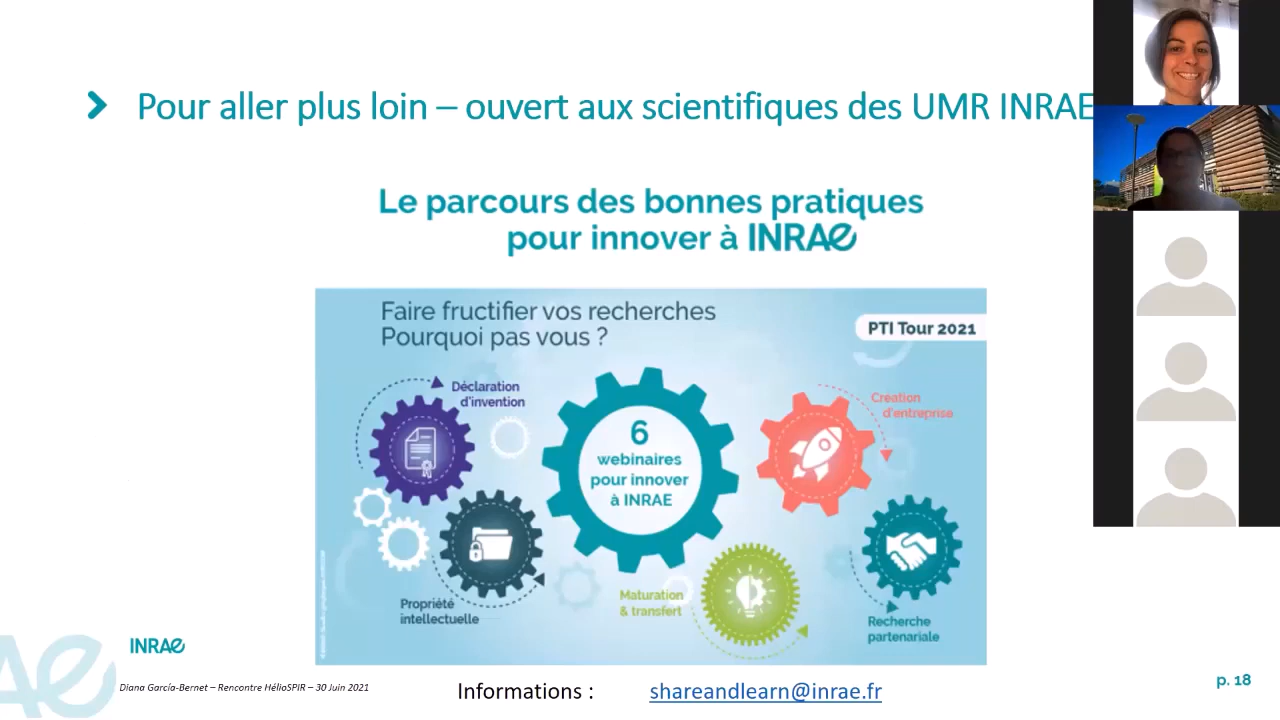 Pour aller plus loin – ouvert aux scientifiques des UMR INRAE
Le parcours des bonnes pratiques
pour innover à INRAE
Faire fructifier vos recherches
Pourquoi pas vous ?
PTI Tour 2021
Déclaration
d'invention
6
webinaires
pour innover
à INRAE
Création
d'entreprise
Propriété
intellectuelle
Maturation
& transfert
Recherche
partenariale
INRAE
Diana García-Bernet – Rencontre HélioSPIR – 30 Juin 2021
Informations : shareandlearn@inrae.fr
p. 18